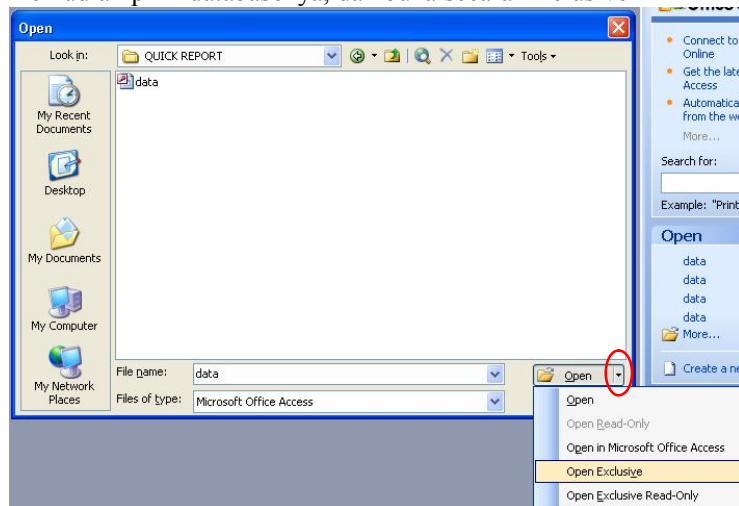 Open
Look in:
QUICK REPORT
Tools
data
My Recent
Documents
Desktop
My Documents
My Computer
My Network
Places
File name:
data
Open
Files of type:
Microsoft Office Access
Open
Open Read-Only
Open in Microsoft Office Access
Open Exclusive
Open Exclusive Read-Only
Connect to
Online
Get the late
Access
Automatica
from the we
More...
Search for:
Example: "Print
Open
data
data
data
data
More...
Create a ne